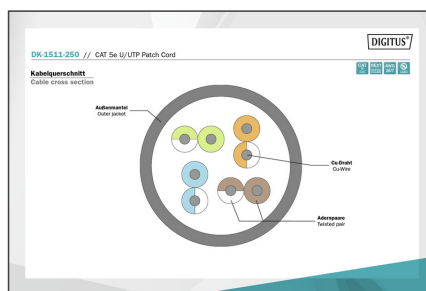 DIGITUS®
DK-1511-250 // CAT 5e U/UTP Patch Cord
Kabelquerschnitt
Cable cross section
Außenmantel
Outer jacket
Cu-Draht
Cu-Wire
Adernpaare
Twisted pair